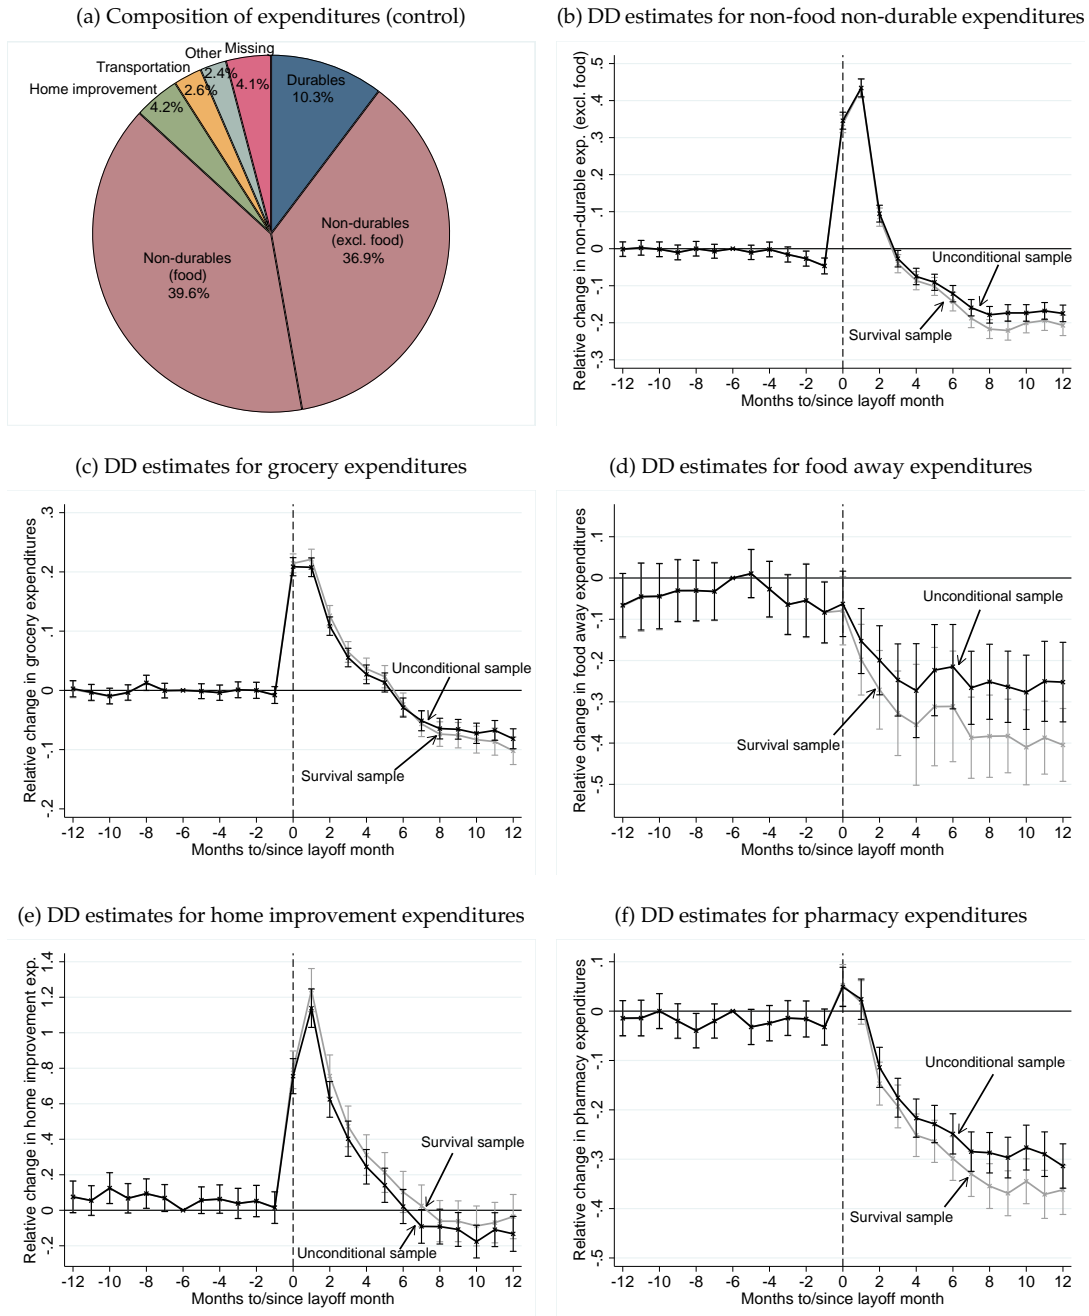 (a) Composition of expenditures (control)
Other Missing
Transportation
Home improvement
4.2%
2.6%
2.4%
4.1%
Durables
10.3%
Non-durables
(excl. food)
36.9%
Non-durables
(food)
39.6%
(b) DD estimates for non-food non-durable expenditures
Relative change in non-durable exp. (excl. food)
.5
.4
.3
.2
.1
0
-.1
-.2
-.3
Unconditional sample
Survival sample
-12 -10 -8 -6 -4 -2 0 2 4 6 8 10 12
Months to/since layoff month
(c) DD estimates for grocery expenditures
Relative change in grocery expenditures
.3
.2
.1
0
-.1
-.2
Unconditional sample
Survival sample
-12 -10 -8 -6 -4 -2 0 2 4 6 8 10 12
Months to/since layoff month
(d) DD estimates for food away expenditures
Relative change in food away expenditures
.1
0
-.1
-.2
-.3
-.4
-.5
Unconditional sample
Survival sample
-12 -10 -8 -6 -4 -2 0 2 4 6 8 10 12
Months to/since layoff month
(e) DD estimates for home improvement expenditures
Relative change in home improvement exp.
1.4
1.2
1
.8
.6
.4
.2
0
-.2
Survival sample
Unconditional sample
-12 -10 -8 -6 -4 -2 0 2 4 6 8 10 12
Months to/since layoff month
(f) DD estimates for pharmacy expenditures
Relative change in pharmacy expenditures
.1
0
-.1
-.2
-.3
-.4
-.5
Unconditional sample
Survival sample
-12 -10 -8 -6 -4 -2 0 2 4 6 8 10 12
Months to/since layoff month